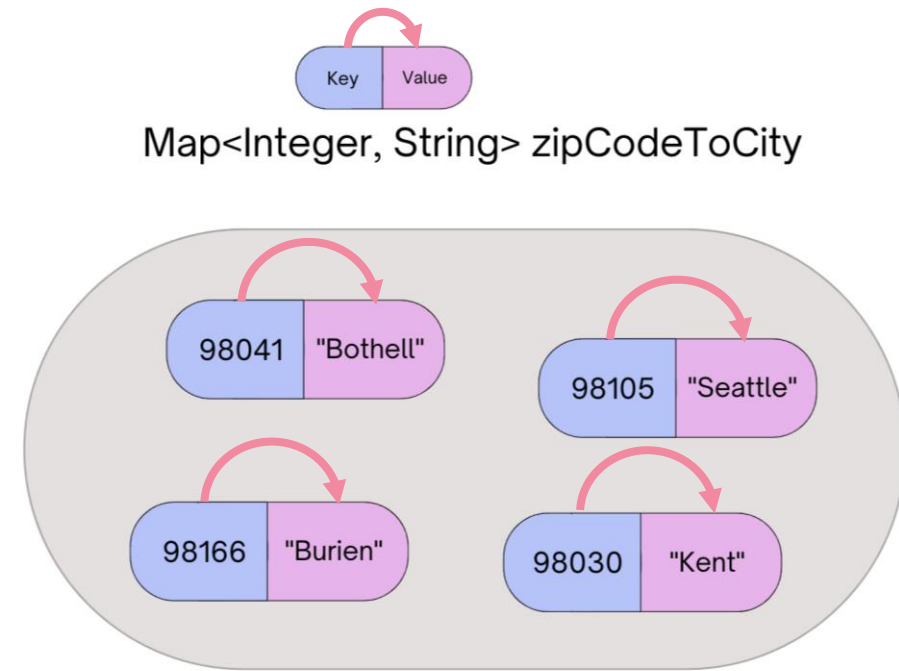 Key Value
Map<Integer, String> zipCodeToCity
98041 "Bothell"
98105 "Seattle"
98166 "Burien"
98030 "Kent"